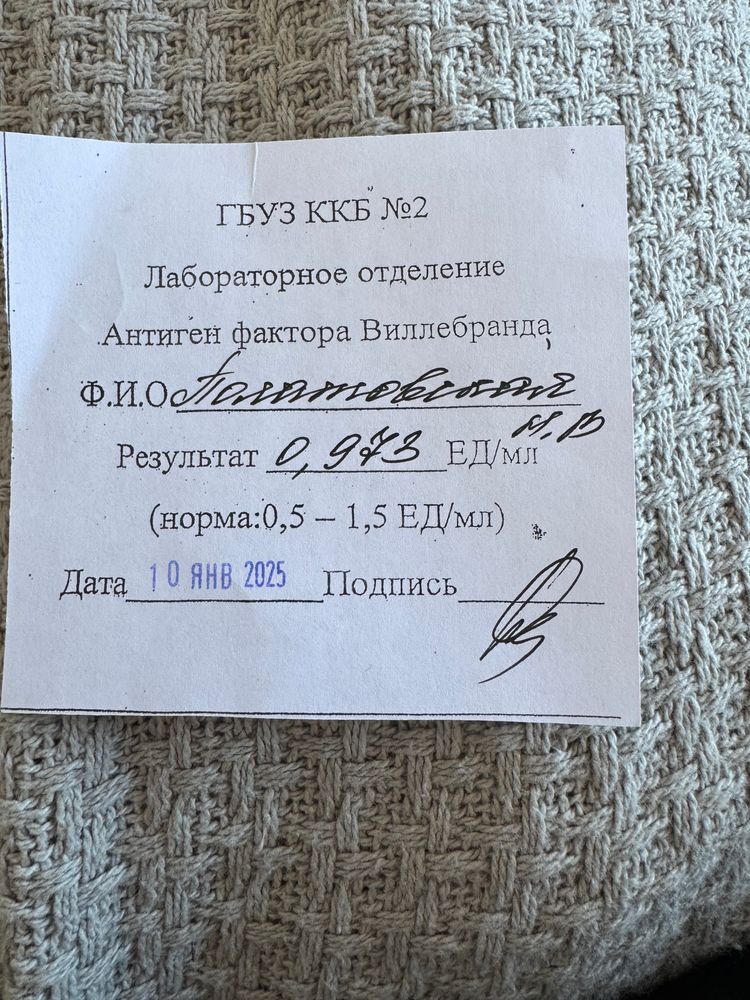 ГБУЗ ККБ №2
Лабораторное отделение
Антиген фактора Виллебранда
Ф.И.О
Результат 0,973 ЕД/мл
(норма:0,5 – 1,5 ЕД/мл)
Дата 10 ЯНВ 2025 Подпись